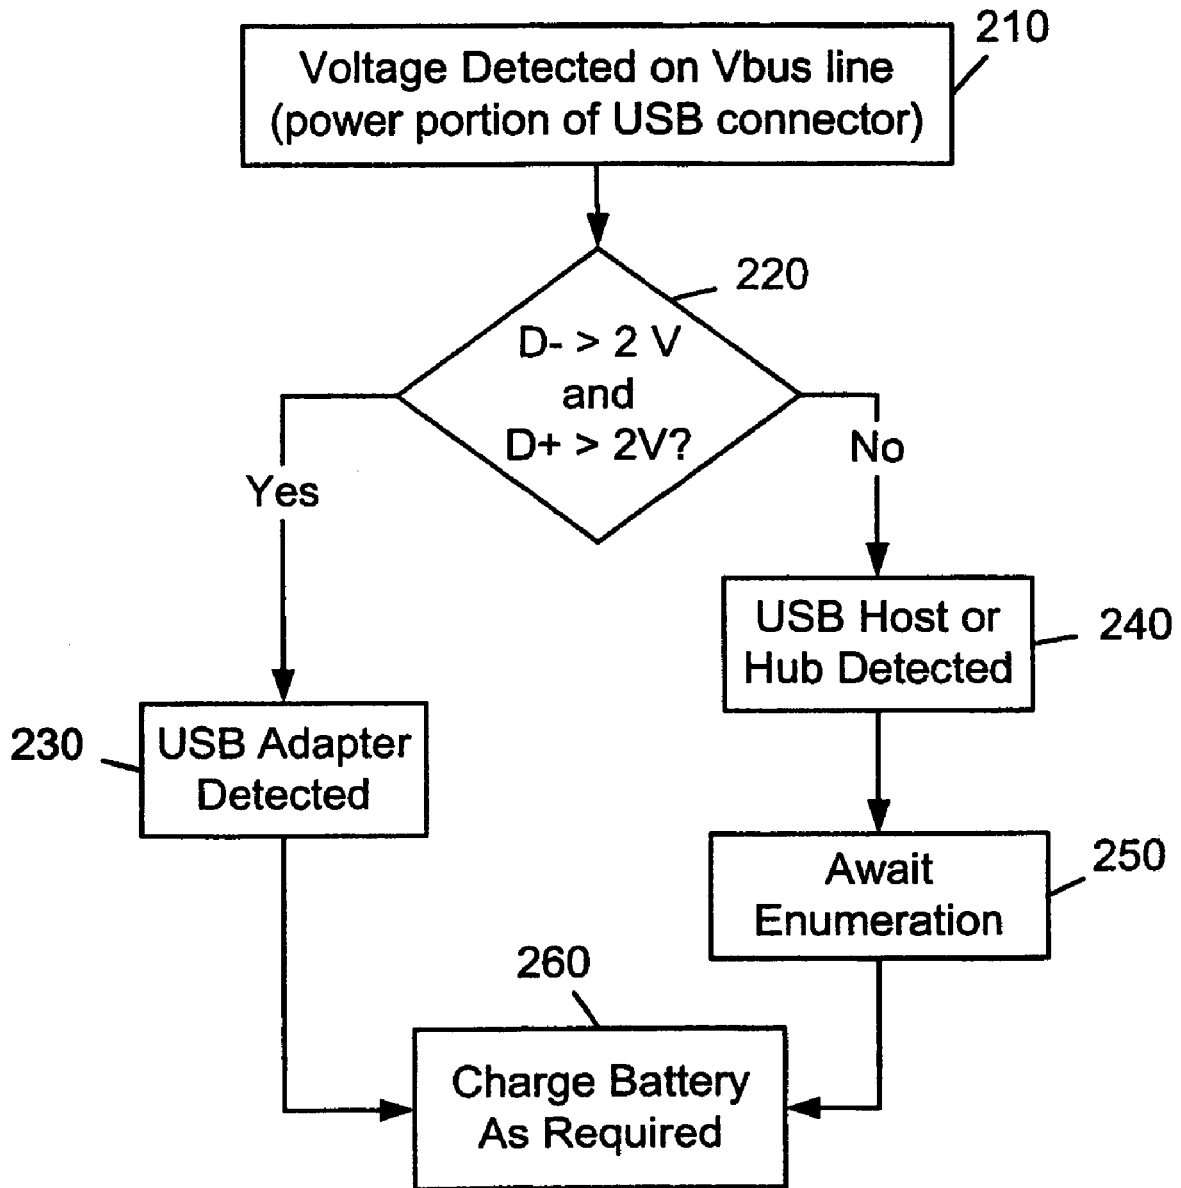 210
Voltage Detected on Vbus line
(power portion of USB connector)
220
D- > 2 V
and
D+ > 2V?
Yes
No
USB Host or
Hub Detected
240
230
USB Adapter
Detected
Await
Enumeration
250
260
Charge Battery
As Required